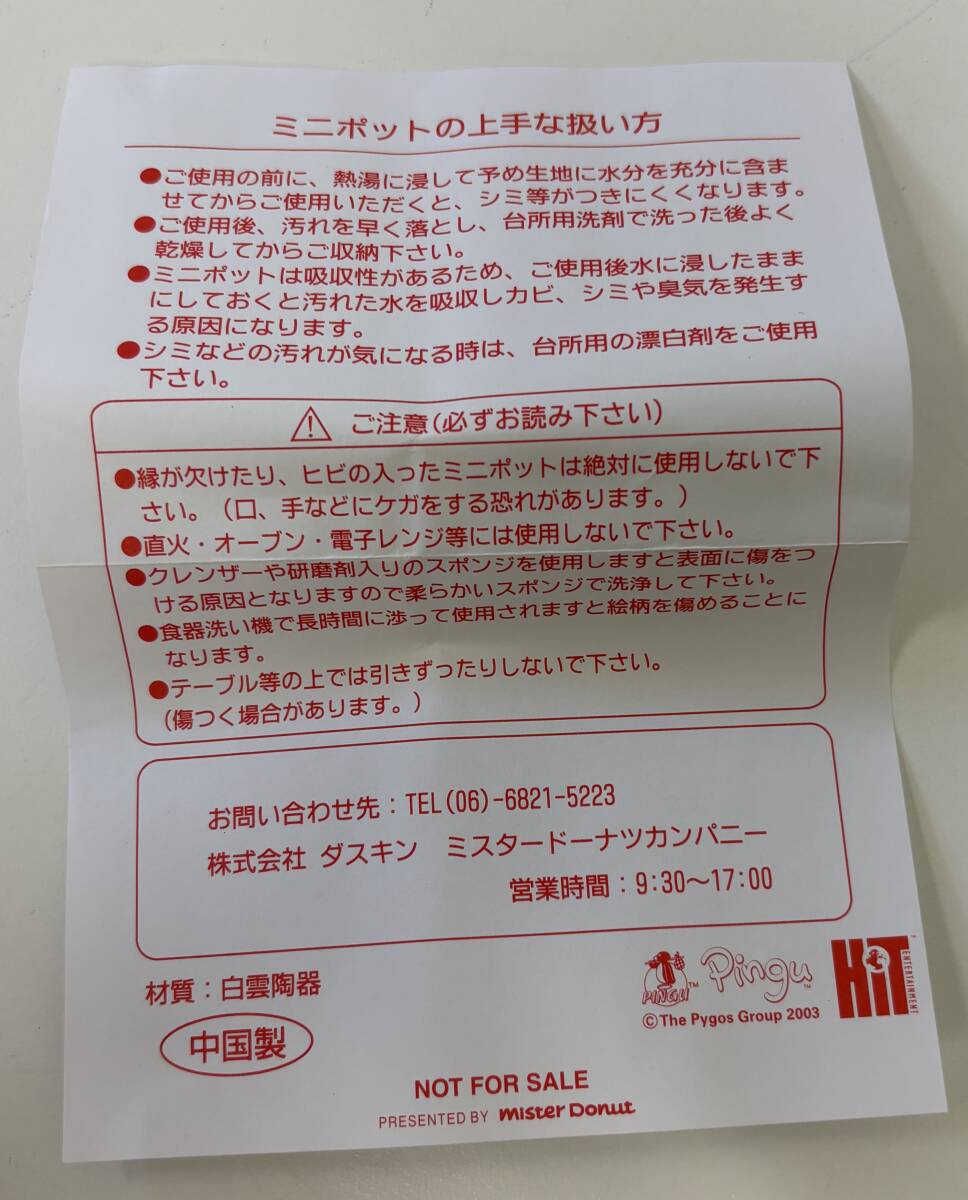 ミニポットの上手な扱い方
●ご使用の前に、熱湯に浸して予め生地に水分を充分に含ま
せてからご使用いただくと、シミ等がつきにくくなります。
●ご使用後、汚れを早く落とし、台所用洗剤で洗った後よく
乾燥してからご収納下さい。
●ミニポットは吸収性があるため、ご使用後水に浸したまま
にしておくと汚れた水を吸収しカビ、シミや臭気を発生す
る原因になります。
●シミなどの汚れが気になる時は、台所用の漂白剤をご使用
下さい。
ご注意(必ずお読み下さい)
●縁が欠けたり、ヒビの入ったミニポットは絶対に使用しないで下
さい。(口、手などにケガをする恐れがあります。)
●直火・オーブン・電子レンジ等には使用しないで下さい。
●クレンザーや研磨剤入りのスポンジを使用しますと表面に傷をつ
ける原因となりますので柔らかいスポンジで洗浄して下さい。
●食器洗い機で長時間に渉って使用されますと絵柄を傷めることに
なります。
●テーブル等の上では引きずったりしないで下さい。
(傷つく場合があります。)
お問い合わせ先:TEL(06)-6821-5223
株式会社 ダスキン ミスタードーナツカンパニー
営業時間:9:30〜17:00
材質:白雲陶器
中国製
PINGU™ Pingu™
©The Pygos Group 2003
HiT™ ENTERTAINMENT
NOT FOR SALE
PRESENTED BY mister Donut